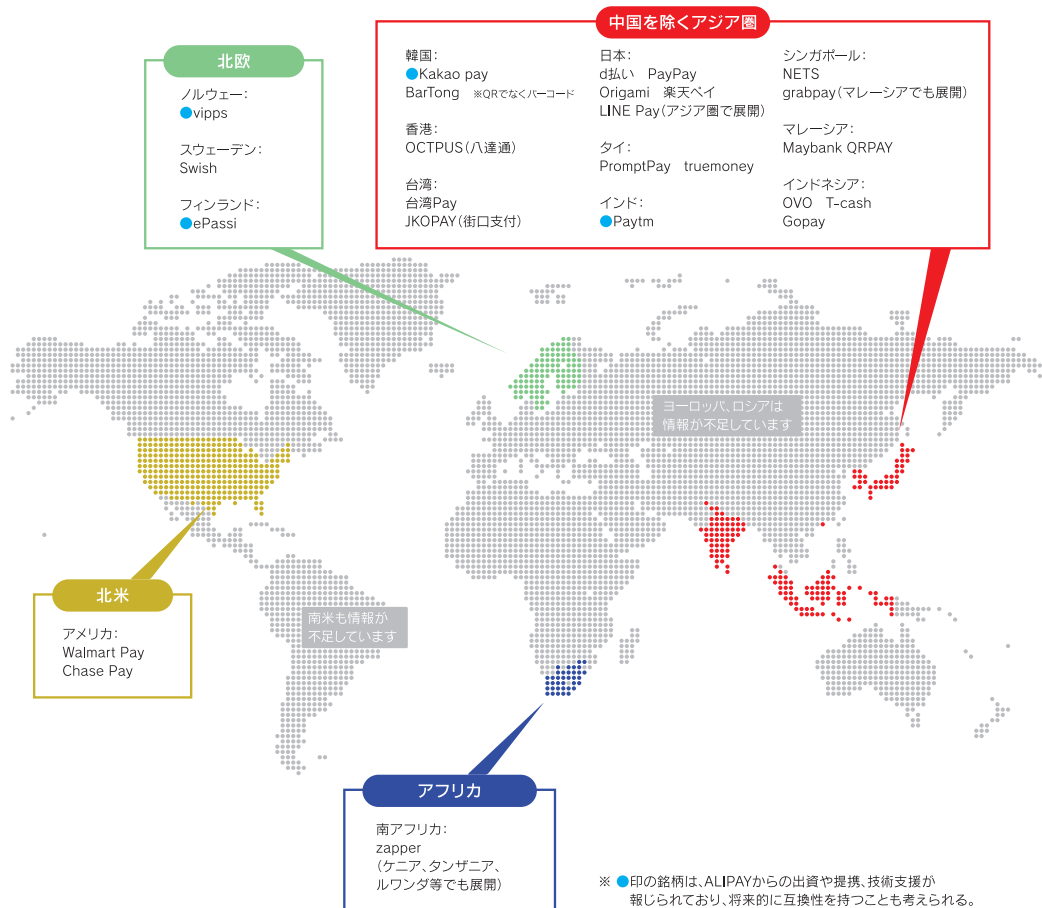 中国を除くアジア圏
韓国：
●Kakao pay
BarTong ※QRでなくバーコード
香港：
OCTPUS（八達通）
台湾：
台湾Pay
JKOPAY（街口支付）
日本：
d払い PayPay
Origami 楽天ペイ
LINE Pay（アジア圏で展開）
タイ：
PromptPay truemoney
インド：
●Paytm
シンガポール：
NETS
grabpay（マレーシアでも展開）
マレーシア：
Maybank QRPAY
インドネシア：
OVO T-cash
Gopay
北欧
ノルウェー：
●vipps
スウェーデン：
Swish
フィンランド：
●ePassi
ヨーロッパ、ロシアは
情報が不足しています
北米
アメリカ：
Walmart Pay
Chase Pay
南米も情報が
不足しています
アフリカ
南アフリカ：
zapper
（ケニア、タンザニア、
ルワンダ等でも展開）
※ ●印の銘柄は、ALIPAYからの出資や提携、技術支援が
報じられており、将来的に互換性を持つことも考えられる。